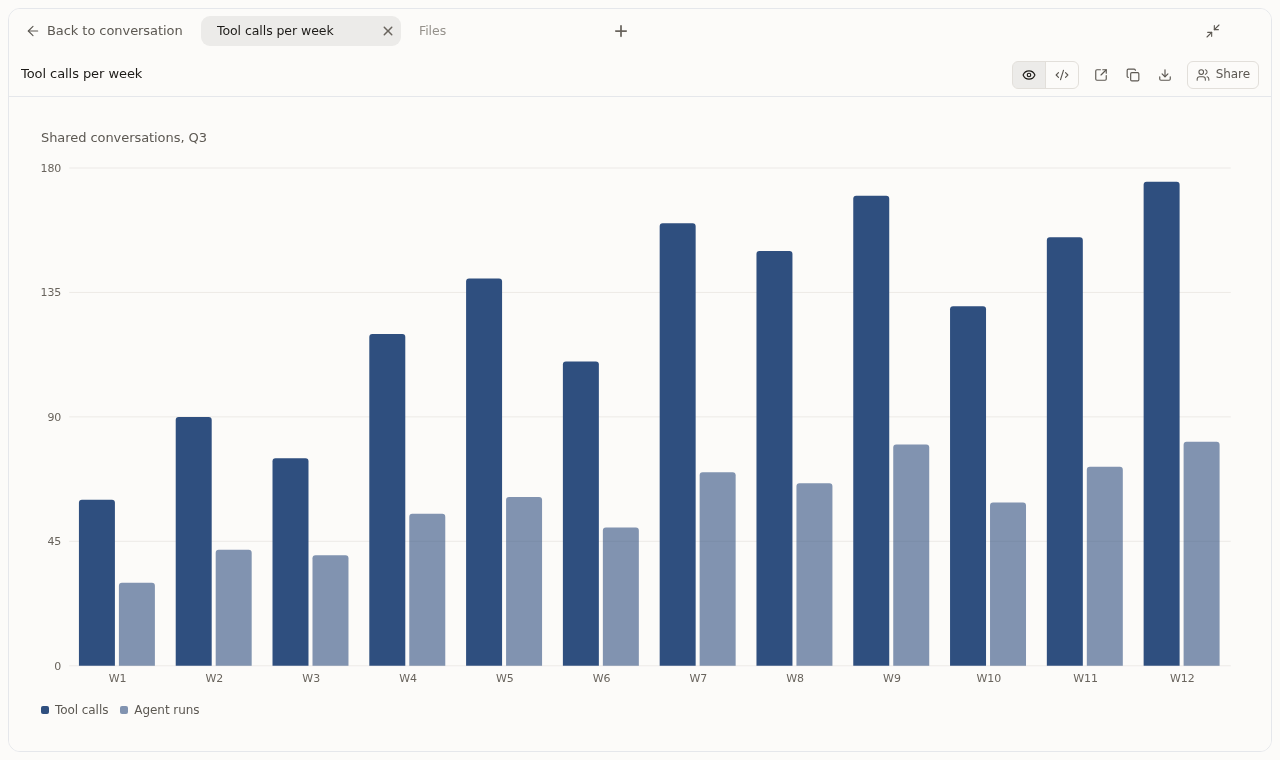 Back to conversation
Tool calls per week
Files
Tool calls per week
Share
Shared conversations, Q3
180
135
90
45
0
W1 W2 W3 W4 W5 W6 W7 W8 W9 W10 W11 W12
Tool calls Agent runs